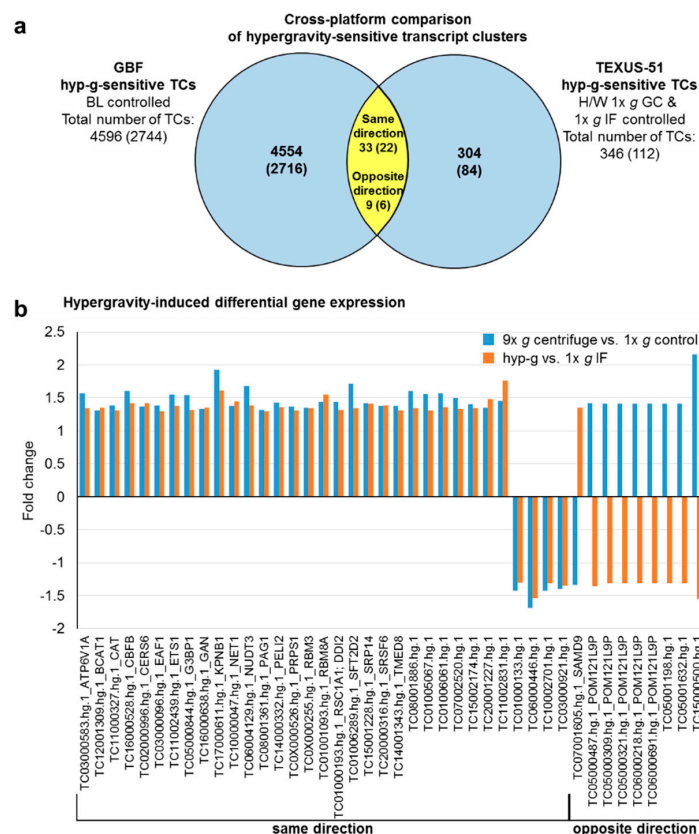 a
Cross-platform comparison
of hypergravity-sensitive transcript clusters
GBF
hyp-g-sensitive TCs
BL controlled
Total number of TCs:
4596 (2744)
4554
(2716)
Same
direction
33 (22)
Opposite
direction
9 (6)
304
(84)
TEXUS-51
hyp-g-sensitive TCs
H/W 1x g GC &
1x g IF controlled
Total number of TCs:
346 (112)
b
Hypergravity-induced differential gene expression
9x g centrifuge vs. 1x g control
hyp-g vs. 1x g IF
Fold change
2.5
2
1.5
1
0.5
0
-0.5
-1
-1.5
-2
TC03000583.hg.1_ATP6V1A
TC12001309.hg.1_BCAT1
TC11000327.hg.1_CAT
TC16000528.hg.1_CBFB
TC02000996.hg.1_CERS6
TC03000096.hg.1_EAF1
TC11002439.hg.1_ETS1
TC05000844.hg.1_G3BP1
TC16000638.hg.1_GAN
TC17000611.hg.1_KPNB1
TC10000047.hg.1_NET1
TC06004129.hg.1_NUDT3
TC08001361.hg.1_PAG1
TC14000332.hg.1_PELI2
TC0X000526.hg.1_PRPS1
TC0X000255.hg.1_RBM3
TC01001093.hg.1_RBM8A
TC01000193.hg.1_RSC1A1; DDI2
TC01006289.hg.1_SFT2D2
TC15001228.hg.1_SRP14
TC20000316.hg.1_SRSF6
TC14001343.hg.1_TMED8
TC08001886.hg.1
TC01005067.hg.1
TC01006061.hg.1
TC07002520.hg.1
TC15002174.hg.1
TC20001227.hg.1
TC11002831.hg.1
TC01000133.hg.1
TC06000446.hg.1
TC10002701.hg.1
TC03000921.hg.1
TC07001605.hg.1_SAMD9
TC05000487.hg.1_POM121L9P
TC05000309.hg.1_POM121L9P
TC05000321.hg.1_POM121L9P
TC06000218.hg.1_POM121L9P
TC06000691.hg.1_POM121L9P
TC05001198.hg.1
TC05001632.hg.1
TC15000502.hg.1
same direction
opposite direction